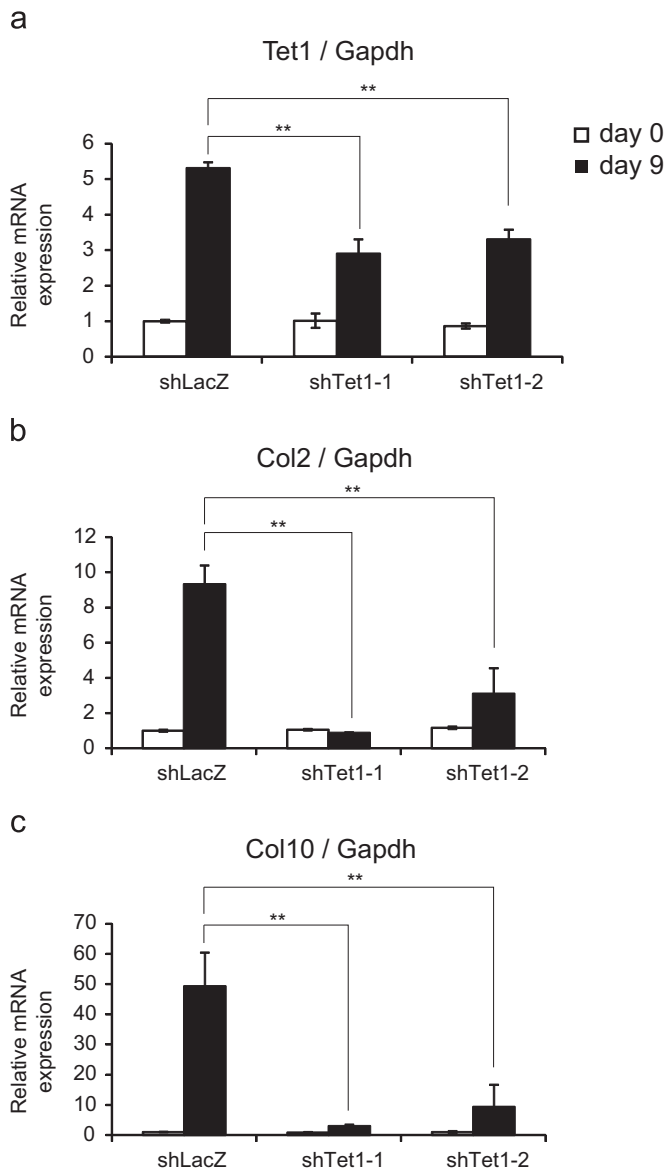 a
Tet1 / Gapdh
**
**
day 0
day 9
Relative mRNA
expression
6
5
4
3
2
1
0
shLacZ
shTet1-1
shTet1-2
b
Col2 / Gapdh
**
**
Relative mRNA
expression
12
10
8
6
4
2
0
shLacZ
shTet1-1
shTet1-2
c
Col10 / Gapdh
**
**
Relative mRNA
expression
70
60
50
40
30
20
10
0
shLacZ
shTet1-1
shTet1-2